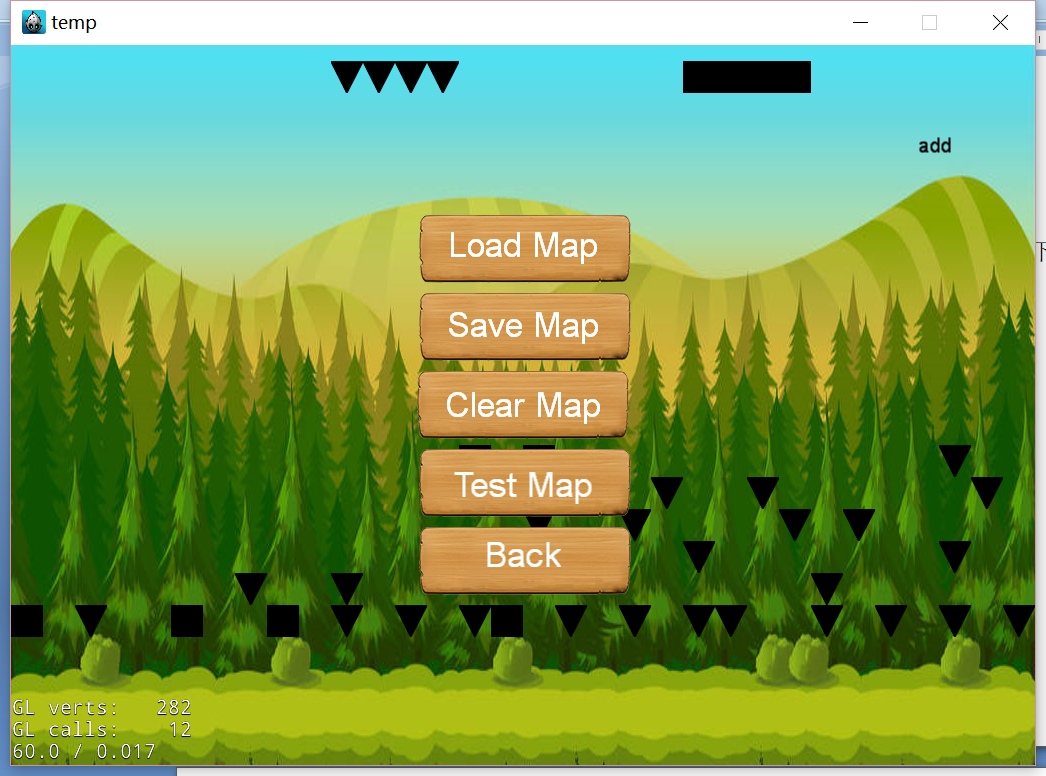 temp
add
Load Map
Save Map
Clear Map
Test Map
Back
GL verts: 282
GL calls: 12
60.0 / 0.017